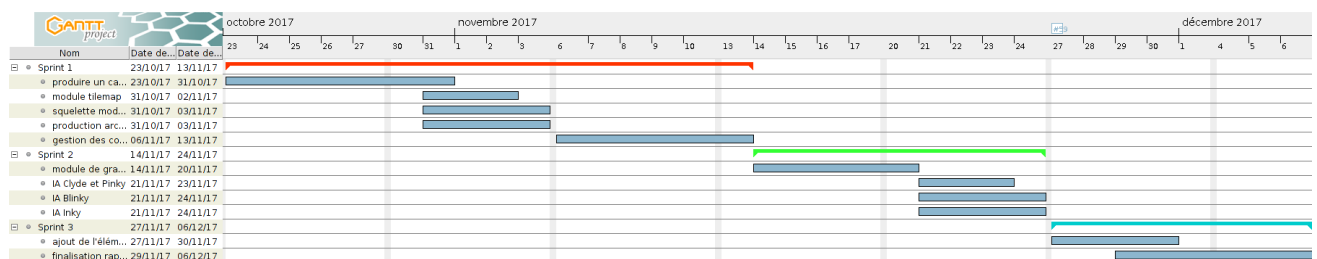 GANTT
project
octobre 2017 novembre 2017 décembre 2017
23 24 25 26 27 30 31 1 2 3 6 7 8 9 10 13 14 15 16 17 20 21 22 23 24 27 28 29 30 1 4 5 6
Nom Date de... Date de...
Sprint 1 23/10/17 13/11/17
produire un ca... 23/10/17 31/10/17
module tilemap 31/10/17 02/11/17
squelette mod... 31/10/17 03/11/17
production arc... 31/10/17 03/11/17
gestion des co... 06/11/17 13/11/17
Sprint 2 14/11/17 24/11/17
module de gra... 14/11/17 20/11/17
IA Clyde et Pinky 21/11/17 23/11/17
IA Blinky 21/11/17 24/11/17
IA Inky 21/11/17 24/11/17
Sprint 3 27/11/17 06/12/17
ajout de l'élém... 27/11/17 30/11/17
finalisation rap... 29/11/17 06/12/17